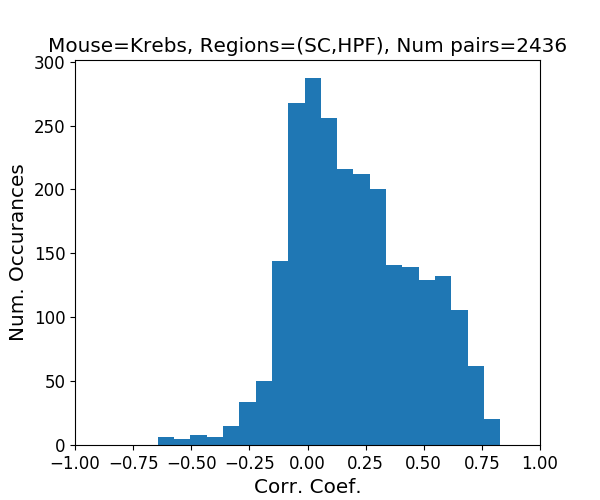 Mouse=Krebs, Regions=(SC,HPF), Num pairs=2436
300
250
200
150
100
50
0
Num. Occurances
−1.00 −0.75 −0.50 −0.25 0.00 0.25 0.50 0.75 1.00
Corr. Coef.